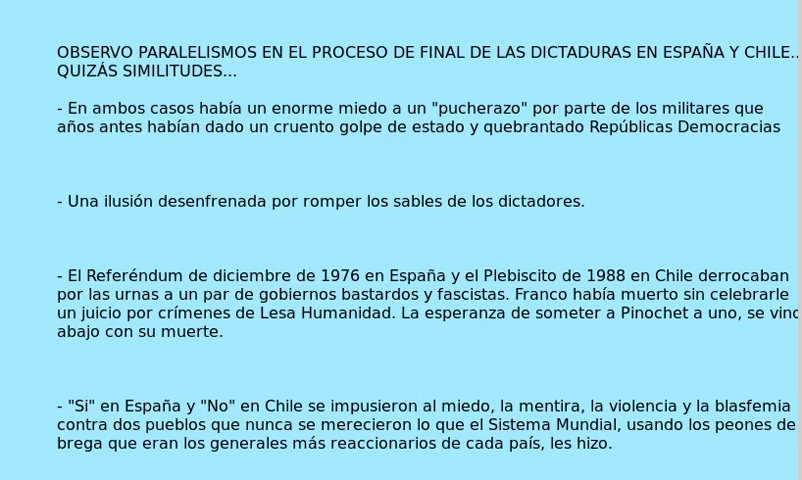 OBSERVO PARALELISMOS EN EL PROCESO DE FINAL DE LAS DICTADURAS EN ESPAÑA Y CHILE..
QUIZÁS SIMILITUDES...
- En ambos casos había un enorme miedo a un "pucherazo" por parte de los militares que
años antes habían dado un cruento golpe de estado y quebrantado Repúblicas Democracias
- Una ilusión desenfrenada por romper los sables de los dictadores.
- El Referéndum de diciembre de 1976 en España y el Plebiscito de 1988 en Chile derrocaban
por las urnas a un par de gobiernos bastardos y fascistas. Franco había muerto sin celebrarle
un juicio por crímenes de Lesa Humanidad. La esperanza de someter a Pinochet a uno, se vino
abajo con su muerte.
- "Si" en España y "No" en Chile se impusieron al miedo, la mentira, la violencia y la blasfemia
contra dos pueblos que nunca se merecieron lo que el Sistema Mundial, usando los peones de
brega que eran los generales más reaccionarios de cada país, les hizo.